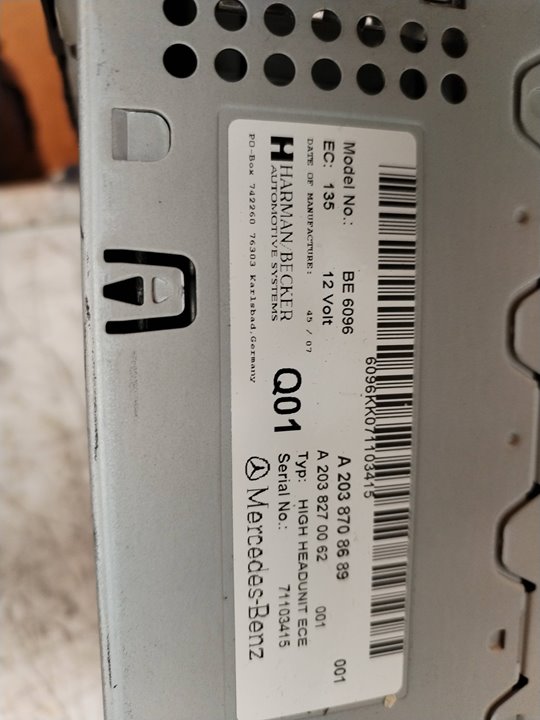 6096KK071103415
Model No.: BE 6096
EC: 135 12 Volt
DATE OF MANUFACTURE: 45 / 07
HARMAN/BECKER
AUTOMOTIVE SYSTEMS
PO-Box 742260 76303 Karlsbad,Germany
Q01
A 203 870 86 89 001
A 203 827 00 62 001
Typ: HIGH HEADUNIT ECE
Serial No.: 71103415
Mercedes-Benz